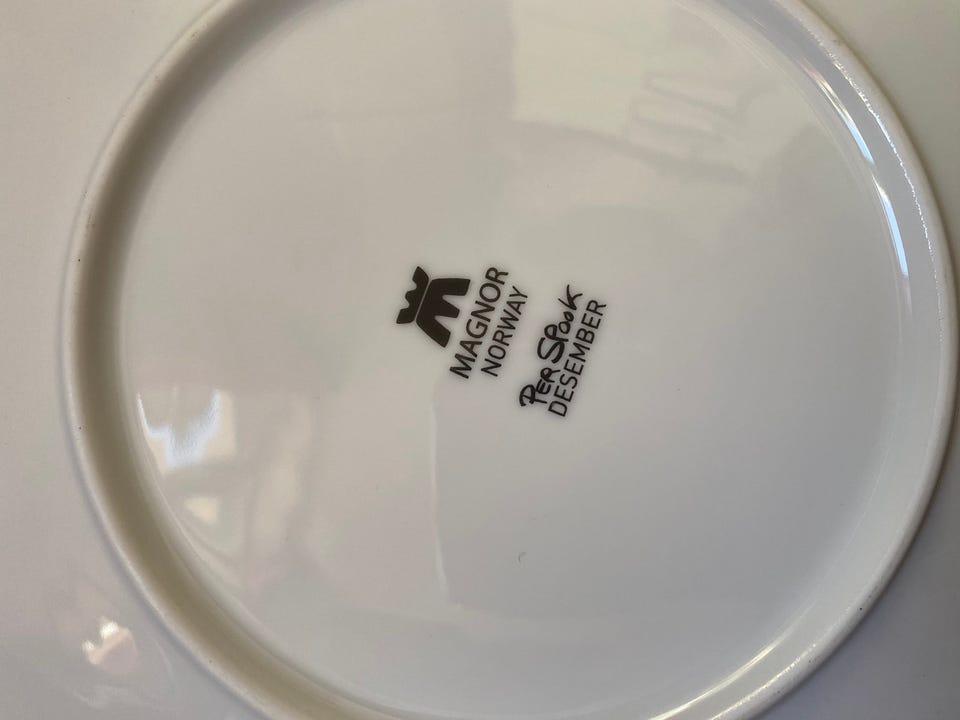 MAGNOR
NORWAY
PER SPOOK
DESEMBER